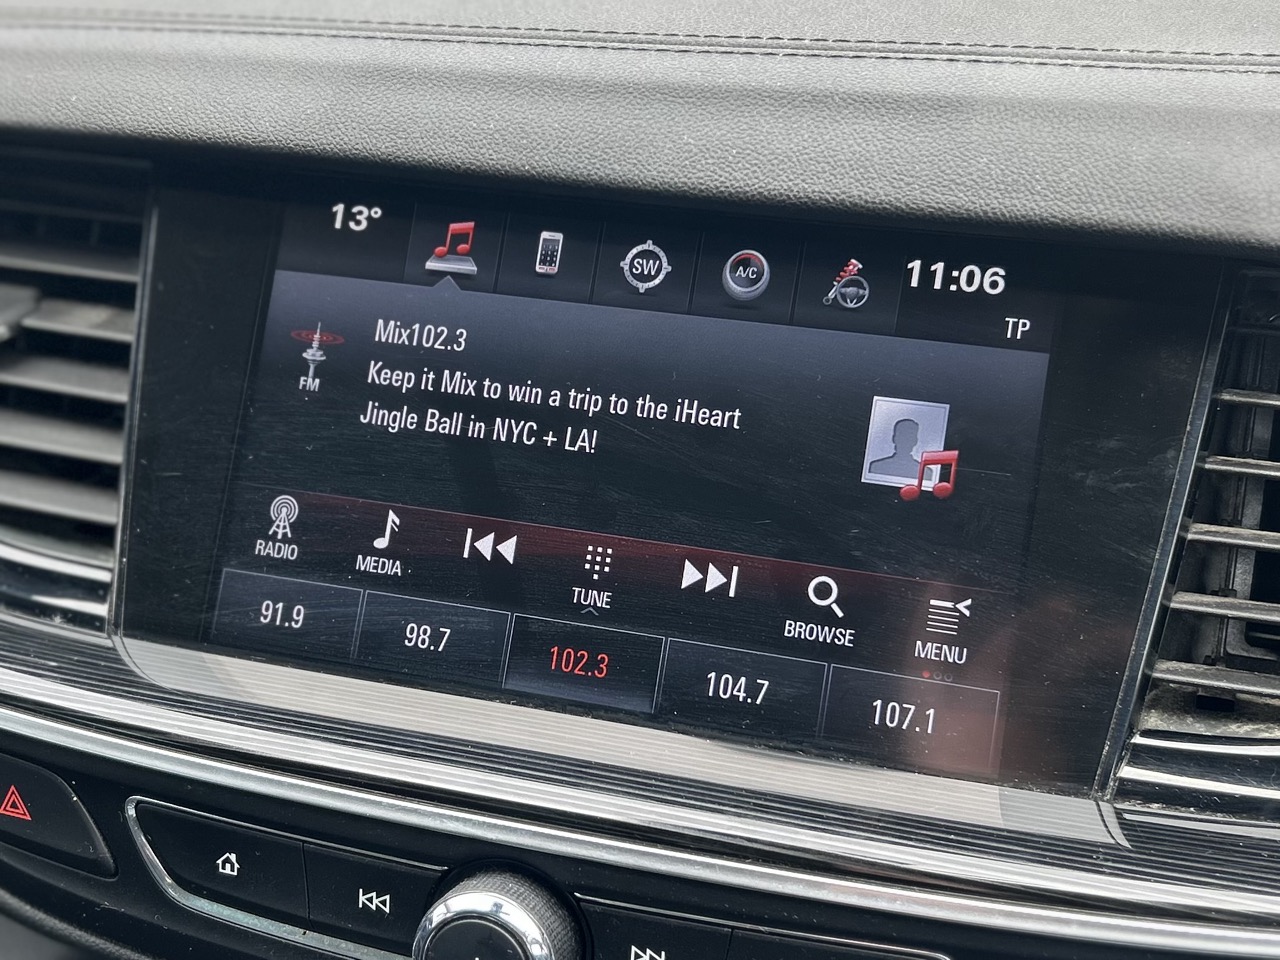 13°
SW
A/C
11:06
TP
FM
Mix102.3
Keep it Mix to win a trip to the iHeart
Jingle Ball in NYC + LA!
RADIO
MEDIA
TUNE
BROWSE
MENU
91.9
98.7
102.3
104.7
107.1